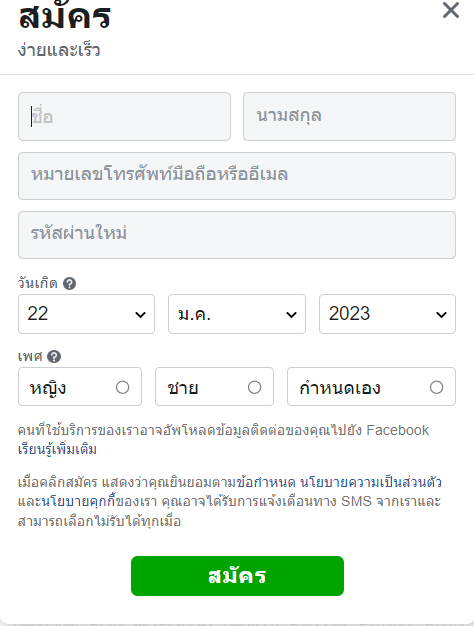 สมัคร
ง่ายและเร็ว
ชื่อ นามสกุล
หมายเลขโทรศัพท์มือถือหรืออีเมล
รหัสผ่านใหม่
วันเกิด ?
22 ม.ค. 2023
เพศ ?
หญิง ชาย กำหนดเอง
คนที่ใช้บริการของเราอาจอัพโหลดข้อมูลติดต่อของคุณไปยัง Facebook
เรียนรู้เพิ่มเติม
เมื่อคลิกสมัคร แสดงว่าคุณยินยอมตามข้อกำหนด นโยบายความเป็นส่วนตัว
และนโยบายคุกกี้ของเรา คุณอาจได้รับการแจ้งเตือนทาง SMS จากเราและ
สามารถเลือกไม่รับได้ทุกเมื่อ
สมัคร